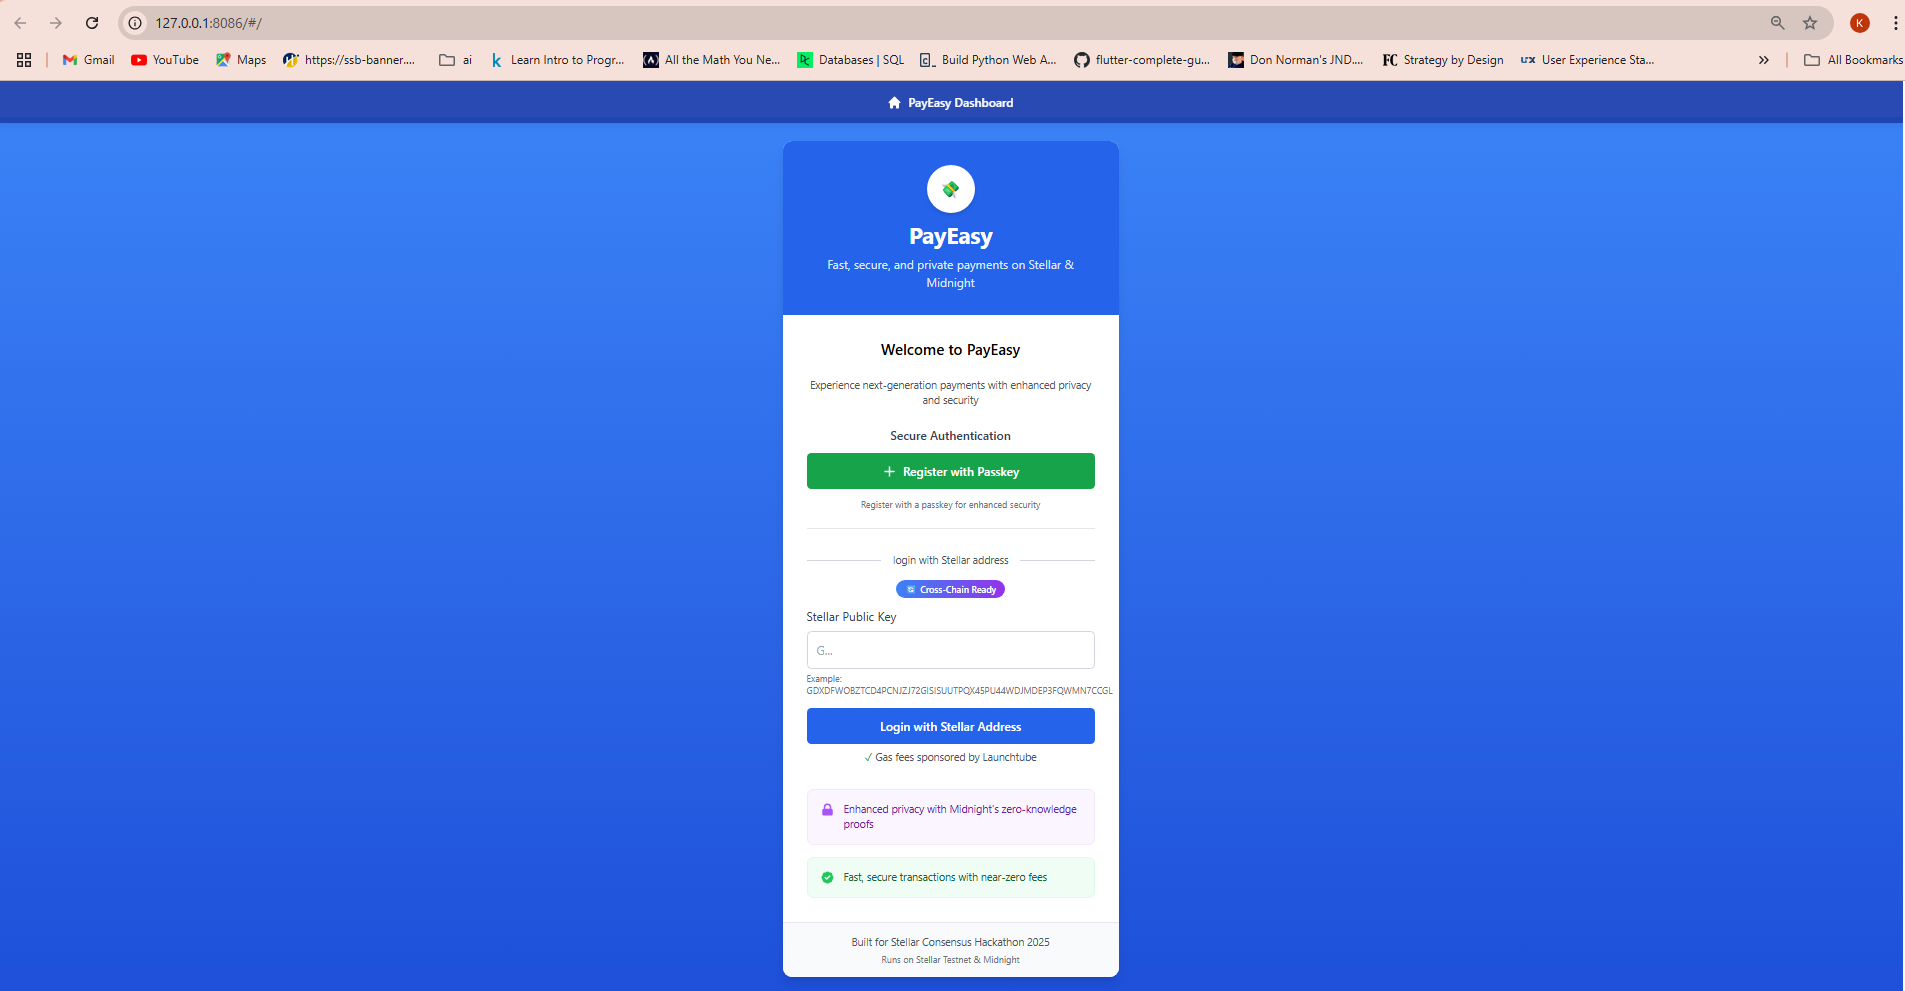 127.0.0.1:8086/#/
K
Gmail
YouTube
Maps
https://ssb-banner....
ai
Learn Intro to Progr...
All the Math You Ne...
Databases | SQL
Build Python Web A...
flutter-complete-gu...
Don Norman's JND....
FC Strategy by Design
UX User Experience Sta...
All Bookmarks
PayEasy Dashboard
PayEasy
Fast, secure, and private payments on Stellar &
Midnight
Welcome to PayEasy
Experience next-generation payments with enhanced privacy
and security
Secure Authentication
+ Register with Passkey
Register with a passkey for enhanced security
login with Stellar address
Cross-Chain Ready
Stellar Public Key
G...
Example:
GDXDFWOBZTCD4PCNJZJ72GISISUUTPQX45PU44WDJMDEP3FQWMN7CCGL
Login with Stellar Address
✓ Gas fees sponsored by Launchtube
Enhanced privacy with Midnight's zero-knowledge
proofs
Fast, secure transactions with near-zero fees
Built for Stellar Consensus Hackathon 2025
Runs on Stellar Testnet & Midnight